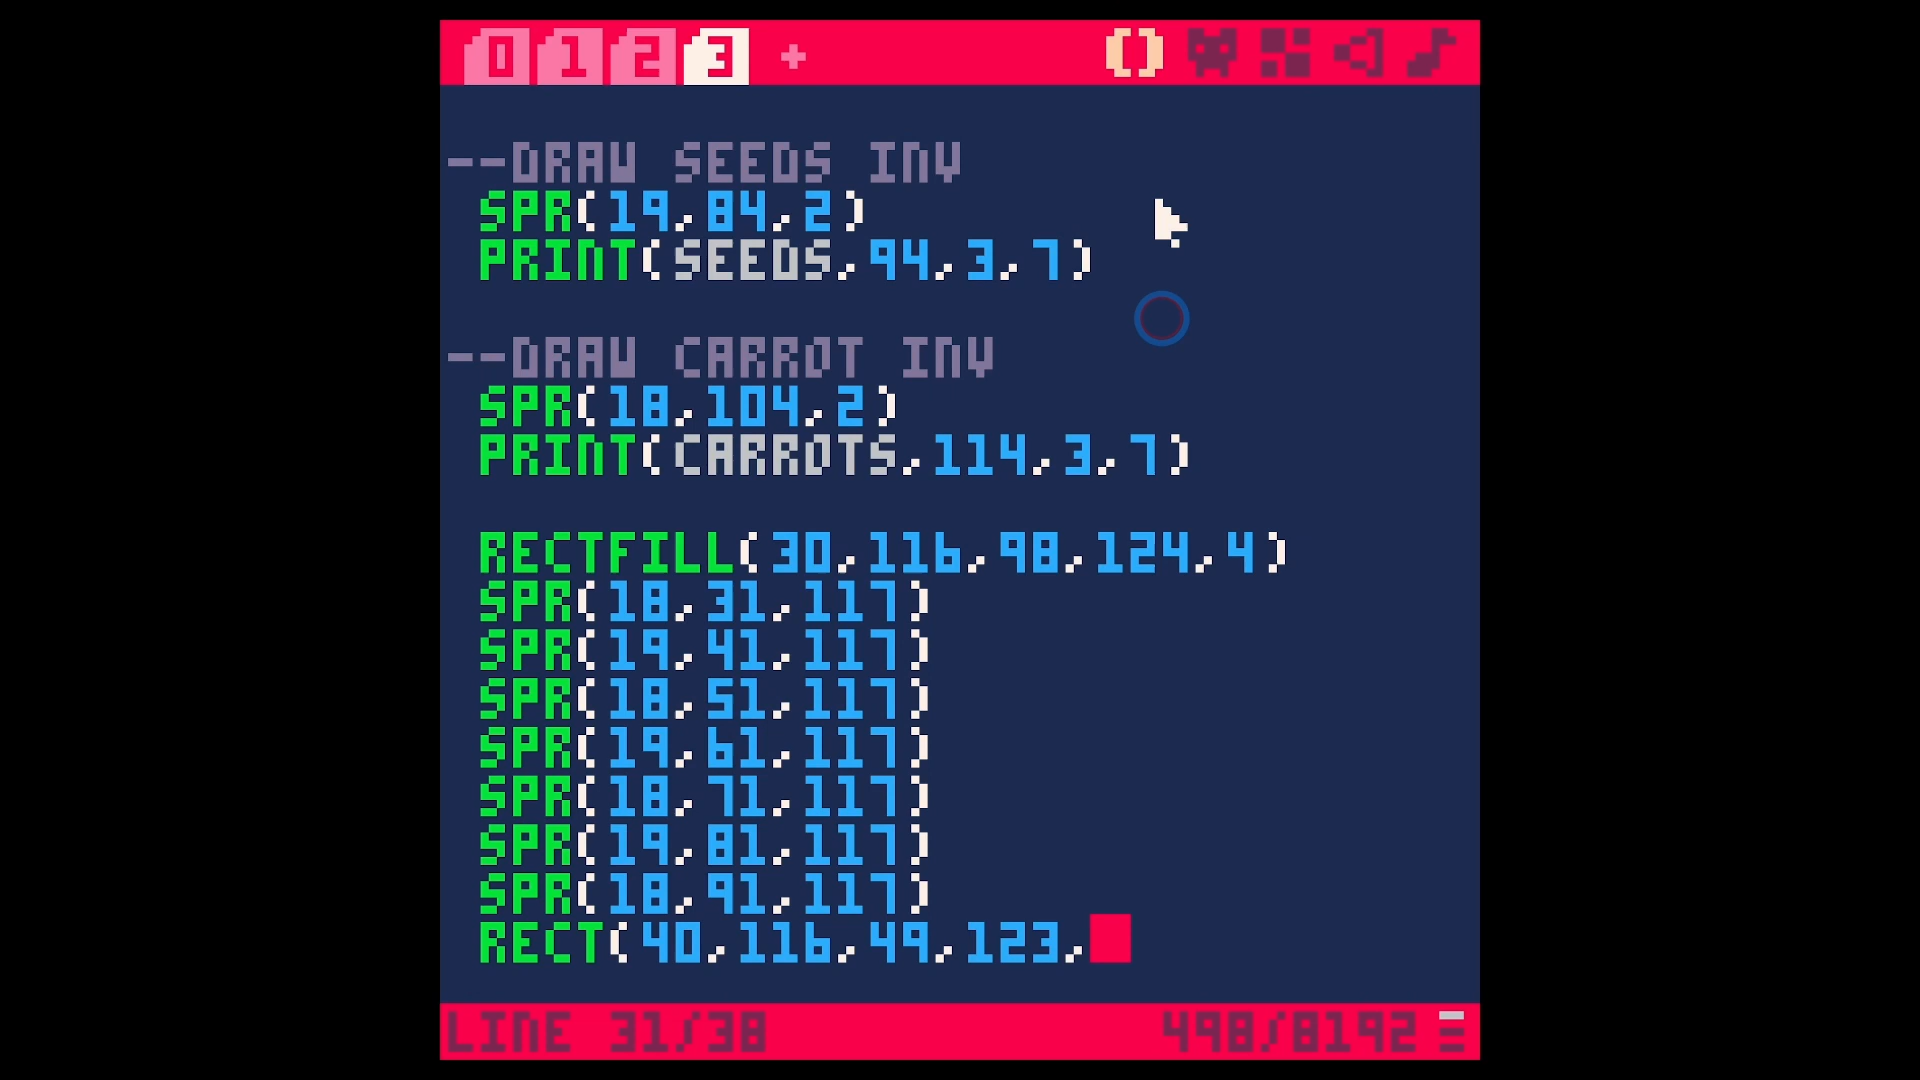 0 1 2 3 +
--DRAW SEEDS INV
SPR(19,84,2)
PRINT(SEEDS,94,3,7)
--DRAW CARROT INV
SPR(18,104,2)
PRINT(CARROTS,114,3,7)
RECTFILL(30,116,98,124,4)
SPR(18,31,117)
SPR(19,41,117)
SPR(18,51,117)
SPR(19,61,117)
SPR(18,71,117)
SPR(19,81,117)
SPR(18,91,117)
RECT(40,116,49,123,
LINE 31/38
498/8192